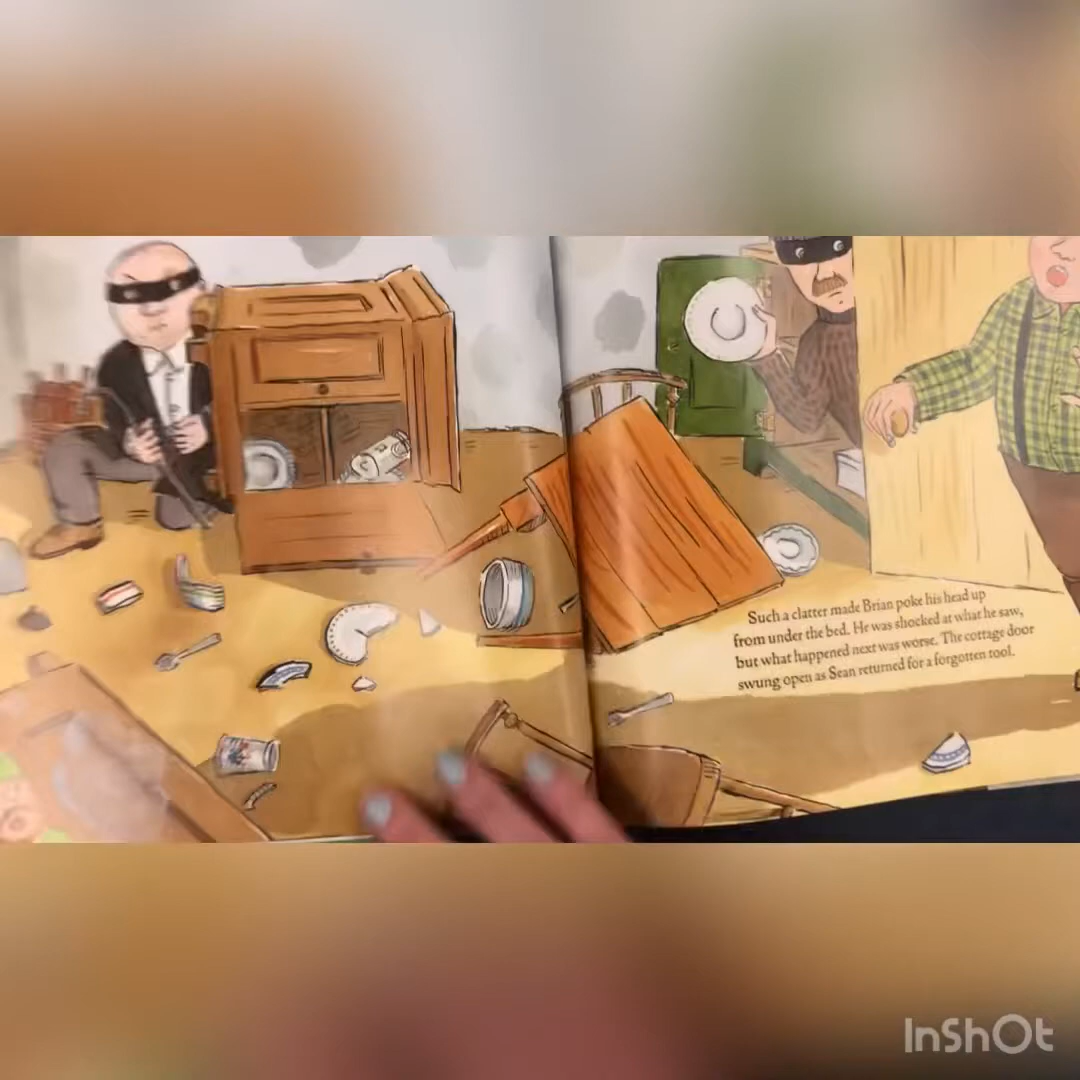 Such a clatter made Brian poke his head up
from under the bed. He was shocked at what he saw,
but what happened next was worse. The cottage door
swung open as Sean returned for a forgotten tool.
InShOt